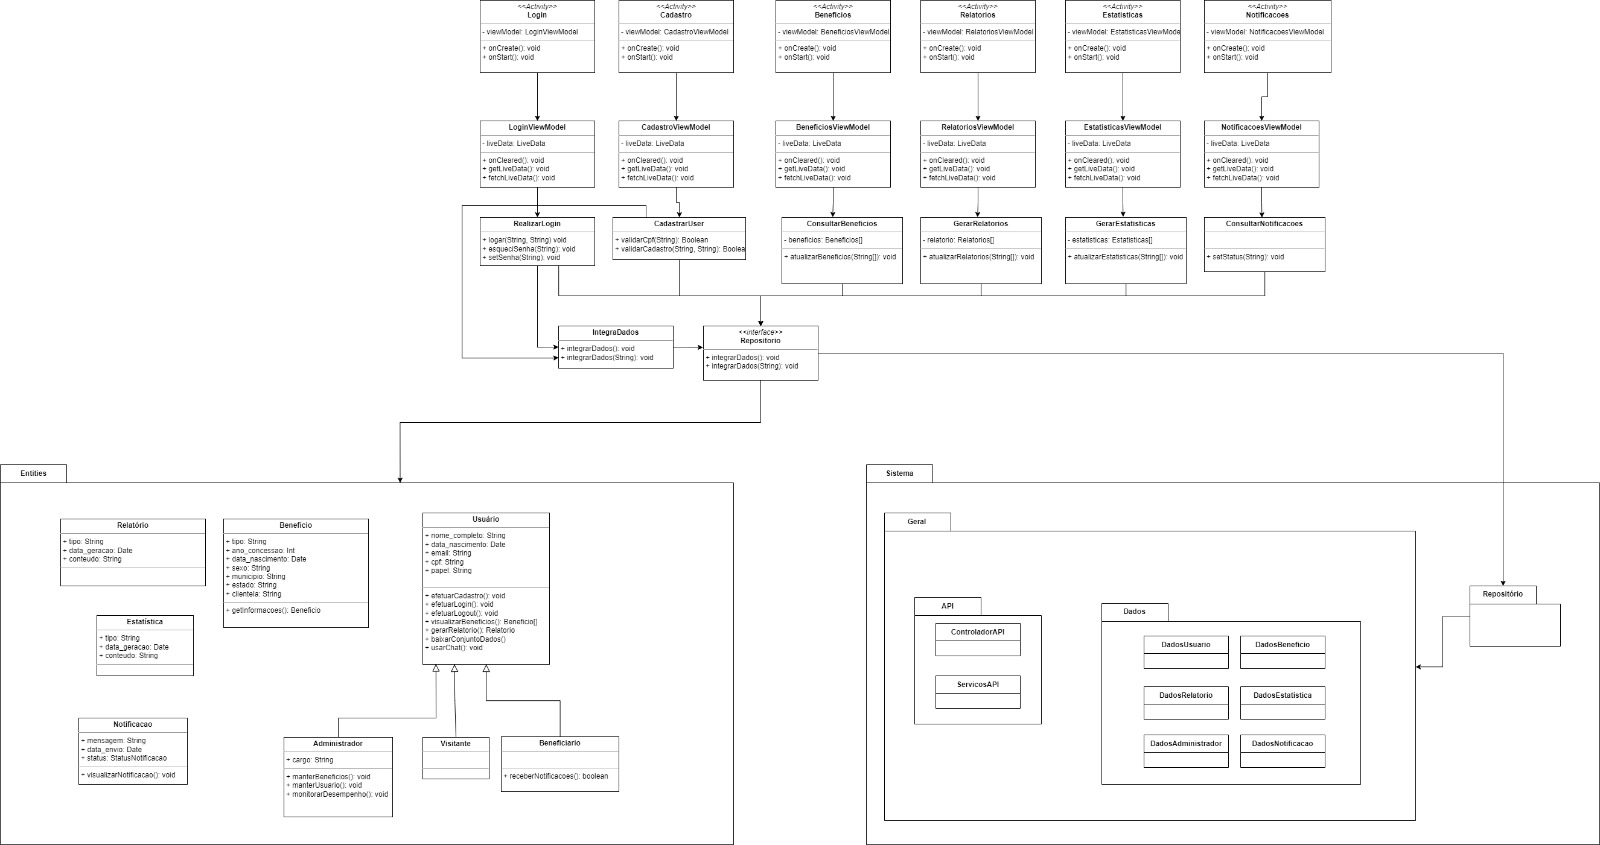 <<Activity>>
Login
- viewModel: LoginViewModel
+ onCreate(): void
+ onStart(): void
<<Activity>>
Cadastro
- viewModel: CadastroViewModel
+ onCreate(): void
+ onStart(): void
<<Activity>>
Beneficios
- viewModel: BeneficiosViewModel
+ onCreate(): void
+ onStart(): void
<<Activity>>
Relatorios
- viewModel: RelatoriosViewModel
+ onCreate(): void
+ onStart(): void
<<Activity>>
Estatisticas
- viewModel: EstatisticasViewMode
+ onCreate(): void
+ onStart(): void
<<Activity>>
Notificacoes
- viewModel: NotificacoesViewModel
+ onCreate(): void
+ onStart(): void
LoginViewModel
- liveData: LiveData
+ onCleared(): void
+ getLiveData(): void
+ fetchLiveData(): void
CadastroViewModel
- liveData: LiveData
+ onCleared(): void
+ getLiveData(): void
+ fetchLiveData(): void
BeneficiosViewModel
- liveData: LiveData
+ onCleared(): void
+ getLiveData(): void
+ fetchLiveData(): void
RelatoriosViewModel
- liveData: LiveData
+ onCleared(): void
+ getLiveData(): void
+ fetchLiveData(): void
EstatisticasViewModel
- liveData: LiveData
+ onCleared(): void
+ getLiveData(): void
+ fetchLiveData(): void
NotificacoesViewModel
- liveData: LiveData
+ onCleared(): void
+ getLiveData(): void
+ fetchLiveData(): void
RealizarLogin
+ logar(String, String) void
+ esqueciSenha(String): void
+ setSenha(String): void
CadastrarUser
+ validarCpf(String): Boolean
+ validarCadastro(String, String): Boolea
ConsultarBeneficios
- beneficios: Beneficios[]
+ atualizarBeneficios(String[]): void
GerarRelatorios
- relatorio: Relatorios[]
+ atualizarRelatorios(String[]): void
GerarEstatisticas
- estatisticas: Estatisticas[]
+ atualizarEstatisticas(String[]): void
ConsultarNotificacoes
+ setStatus(String): void
IntegraDados
+ integrarDados(): void
+ integrarDados(String): void
<<interface>>
Repositorio
+ integrarDados(): void
+ integrarDados(String): void
Entities
Relatório
+ tipo: String
+ data_geracao: Date
+ conteudo: String
Beneficio
+ tipo: String
+ ano_concessao: Int
+ data_nascimento: Date
+ sexo: String
+ municipio: String
+ estado: String
+ clientela: String
+ getInformacoes(): Beneficio
Usuário
+ nome_completo: String
+ data_nascimento: Date
+ email: String
+ cpf: String
+ papel: String
+ efetuarCadastro(): void
+ efetuarLogin(): void
+ efetuarLogout(): void
+ visualizarBeneficios(): Beneficio[]
+ gerarRelatorio(): Relatorio
+ baixarConjuntoDados()
+ usarChat(): void
Estatística
+ tipo: String
+ data_geracao: Date
+ conteudo: String
Notificacao
+ mensagem: String
+ data_envio: Date
+ status: StatusNotificacao
+ visualizarNotificacao(): void
Administrador
+ cargo: String
+ manterBeneficios(): void
+ manterUsuario(): void
+ monitorarDesempenho(): void
Visitante
Beneficiario
+ receberNotificacoes(): boolean
Sistema
Geral
API
ControladorAPI
ServicosAPI
Dados
DadosUsuario
DadosBeneficio
DadosRelatorio
DadosEstatistica
DadosAdministrador
DadosNotificacao
Repositório